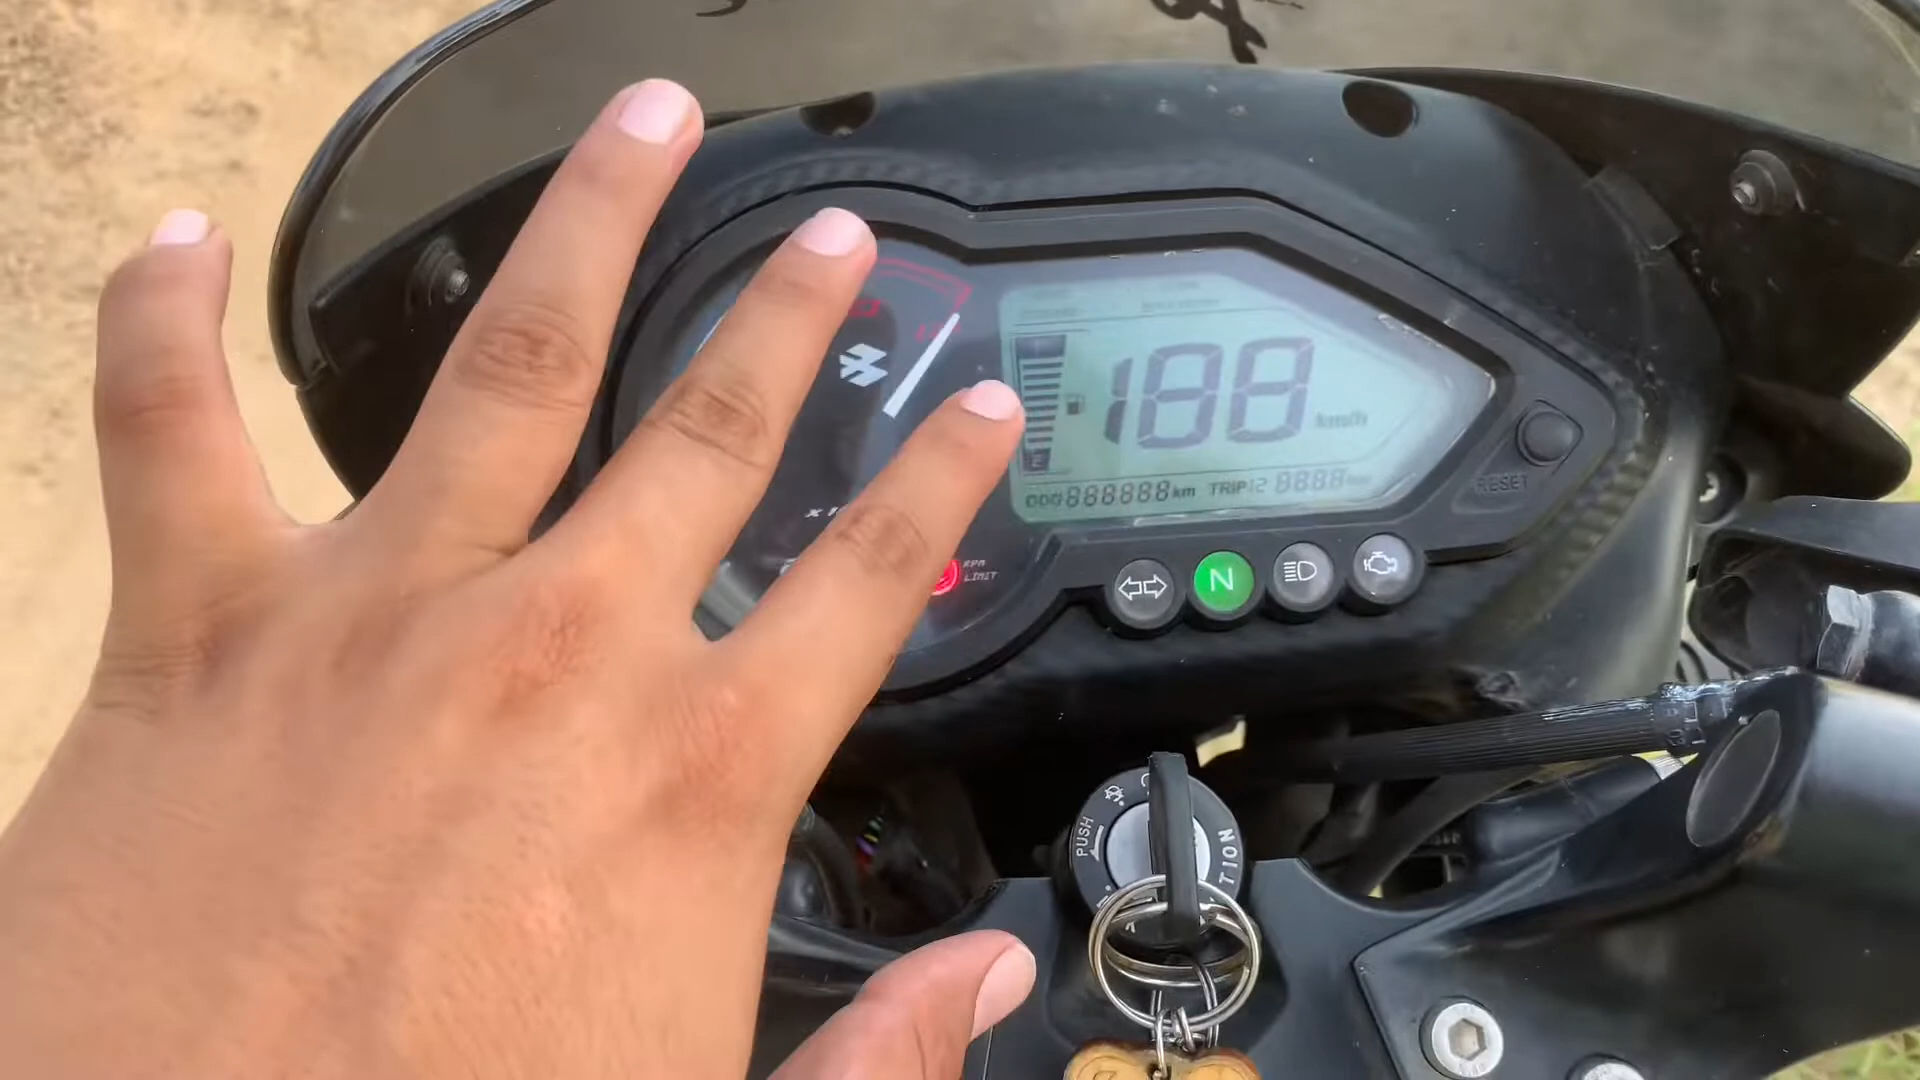 188
km/h
E
ODO 888888 km TRIP 12 8888
RESET
RPM
LIMIT
N
PUSH
TION